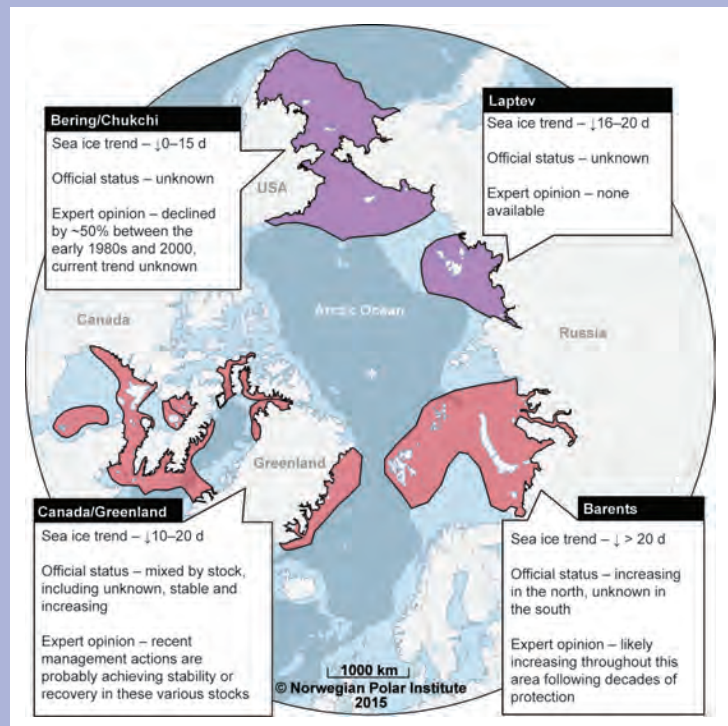 Bering/Chukchi
Sea ice trend – ↓0–15 d
Official status – unknown
Expert opinion – declined
by ~50% between the
early 1980s and 2000,
current trend unknown
Laptev
Sea ice trend – ↓16–20 d
Official status – unknown
Expert opinion – none
available
USA
Canada
Arctic Ocean
Russia
Greenland
Canada/Greenland
Sea ice trend – ↓10–20 d
Official status – mixed by stock,
including unknown, stable and
increasing
Expert opinion – recent
management actions are
probably achieving stability or
recovery in these various stocks
Barents
Sea ice trend – ↓ > 20 d
Official status – increasing
in the north, unknown in
the south
Expert opinion – likely
increasing throughout this
area following decades of
protection
1000 km
© Norwegian Polar Institute
2015